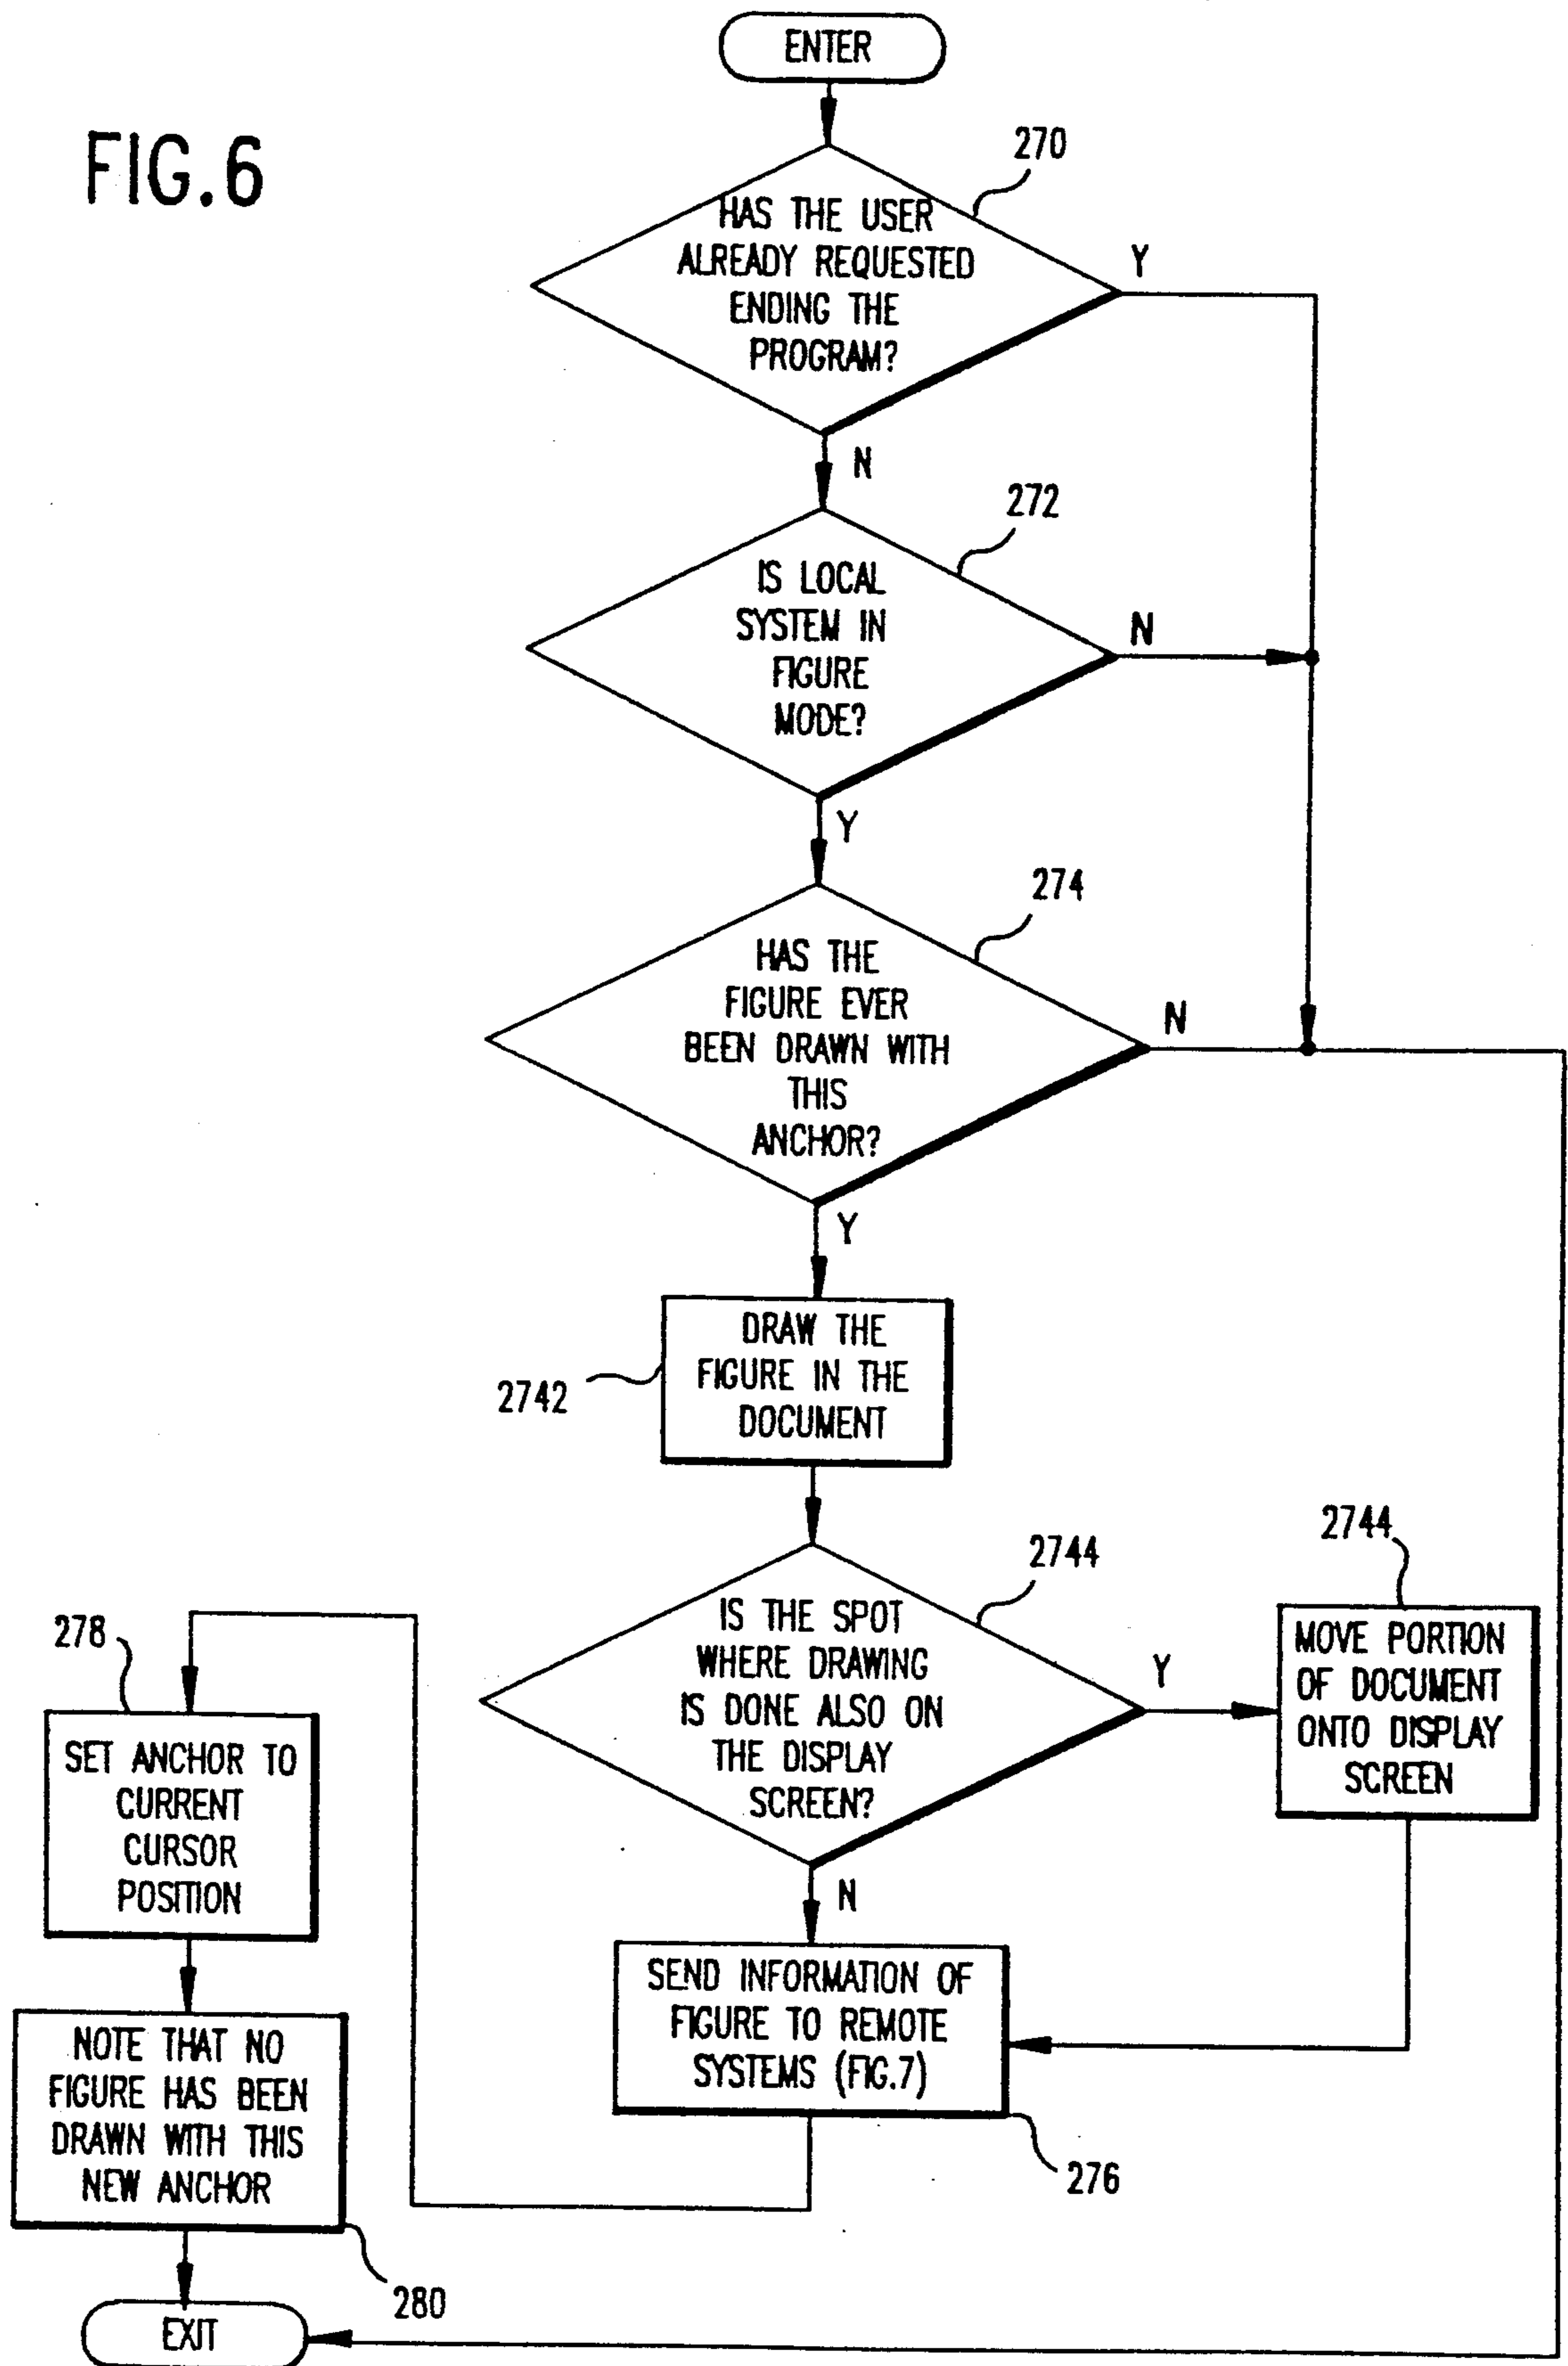 FIG.6
ENTER
270
HAS THE USER
ALREADY REQUESTED
ENDING THE
PROGRAM?
Y
N
272
IS LOCAL
SYSTEM IN
FIGURE
MODE?
N
Y
274
HAS THE
FIGURE EVER
BEEN DRAWN WITH
THIS
ANCHOR?
N
Y
2742
DRAW THE
FIGURE IN THE
DOCUMENT
2744
IS THE SPOT
WHERE DRAWING
IS DONE ALSO ON
THE DISPLAY
SCREEN?
Y
N
2744
MOVE PORTION
OF DOCUMENT
ONTO DISPLAY
SCREEN
SEND INFORMATION OF
FIGURE TO REMOTE
SYSTEMS (FIG.7)
276
278
SET ANCHOR TO
CURRENT
CURSOR
POSITION
NOTE THAT NO
FIGURE HAS BEEN
DRAWN WITH THIS
NEW ANCHOR
280
EXIT